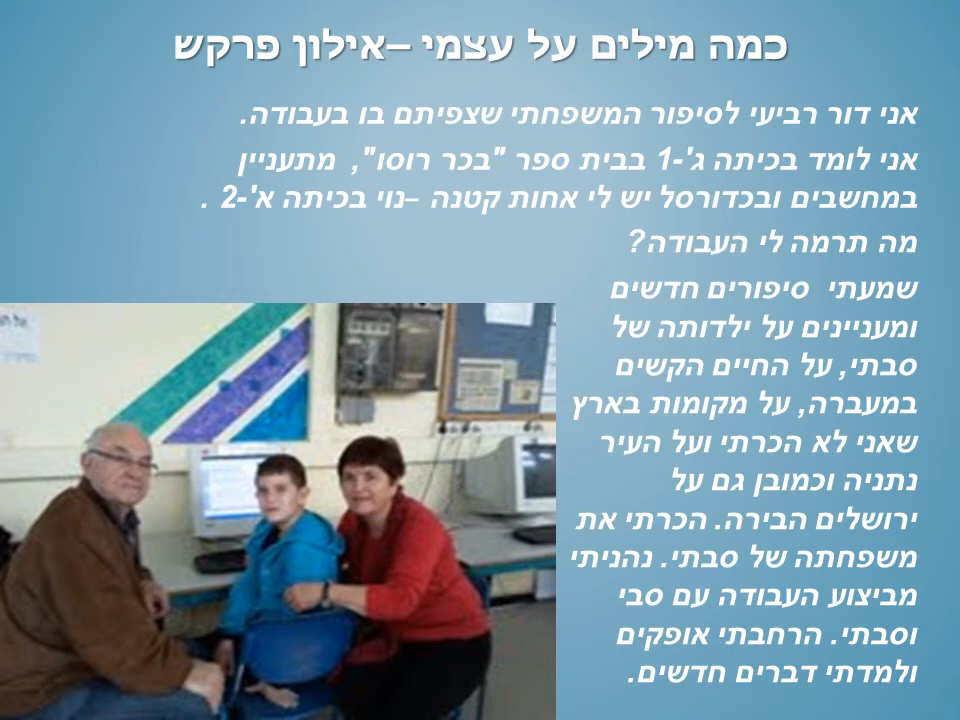 כמה מילים על עצמי –אילון פרקש
אני דור רביעי לסיפור המשפחתי שצפיתם בו בעבודה.
אני לומד בכיתה ג'-1 בבית ספר "בכר רוסו", מתעניין
במחשבים ובכדורסל יש לי אחות קטנה –נוי בכיתה א'-2 .
מה תרמה לי העבודה?
שמעתי סיפורים חדשים
ומעניינים על ילדותה של
סבתי, על החיים הקשים
במעברה, על מקומות בארץ
שאני לא הכרתי ועל העיר
נתניה וכמובן גם על
ירושלים הבירה. הכרתי את
משפחתה של סבתי. נהניתי
מביצוע העבודה עם סבי
וסבתי. הרחבתי אופקים
ולמדתי דברים חדשים.